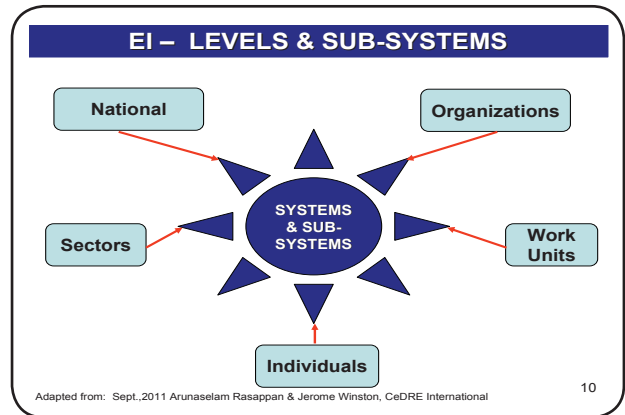 EI – LEVELS & SUB-SYSTEMS
National
Organizations
SYSTEMS
& SUB-
SYSTEMS
Sectors
Work
Units
Individuals
Adapted from: Sept.,2011 Arunaselam Rasappan & Jerome Winston, CeDRE International
10